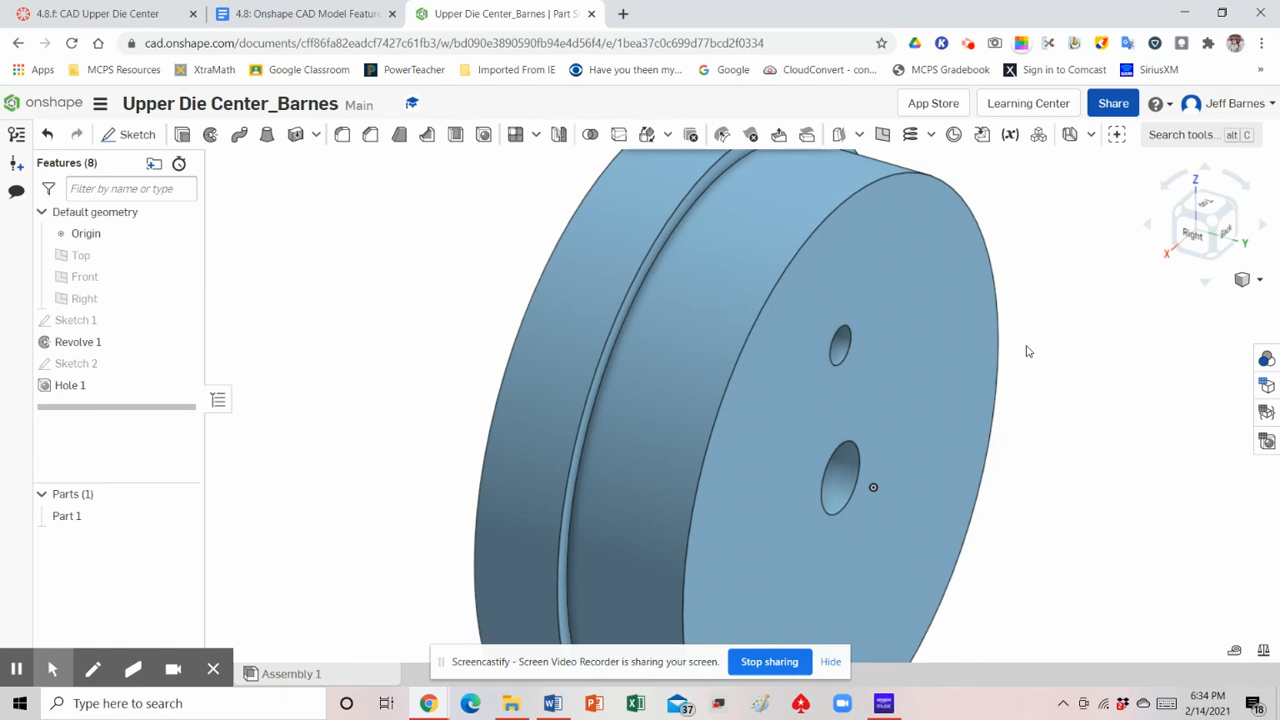 4.8.f: CAD Upper Die Center
4.8: Onshape CAD Model Feature
Upper Die Center_Barnes | Part S
cad.onshape.com/documents/cff86fa82eadcf7427c61fb3/w/bd090e3890590fb94e4d56f4/e/1bea37c0c699d77bcd2f0334
Apps
MCPS Resources
XtraMath
Google Classroom
PowerTeacher
Imported From IE
Have you theen my...
Google
CloudConvert - con...
MCPS Gradebook
Sign in to Comcast
SiriusXM
»
onshape
Upper Die Center_Barnes Main
App Store
Learning Center
Share
Jeff Barnes
Sketch
(x)
Search tools... alt C
Features (8)
Filter by name or type
Default geometry
Origin
Top
Front
Right
Sketch 1
Revolve 1
Sketch 2
Hole 1
Parts (1)
Part 1
Z
Right
X
Y
Assembly 1
Screencastify - Screen Video Recorder is sharing your screen.
Stop sharing
Hide
Type here to search
37
6:34 PM
2/14/2021
18